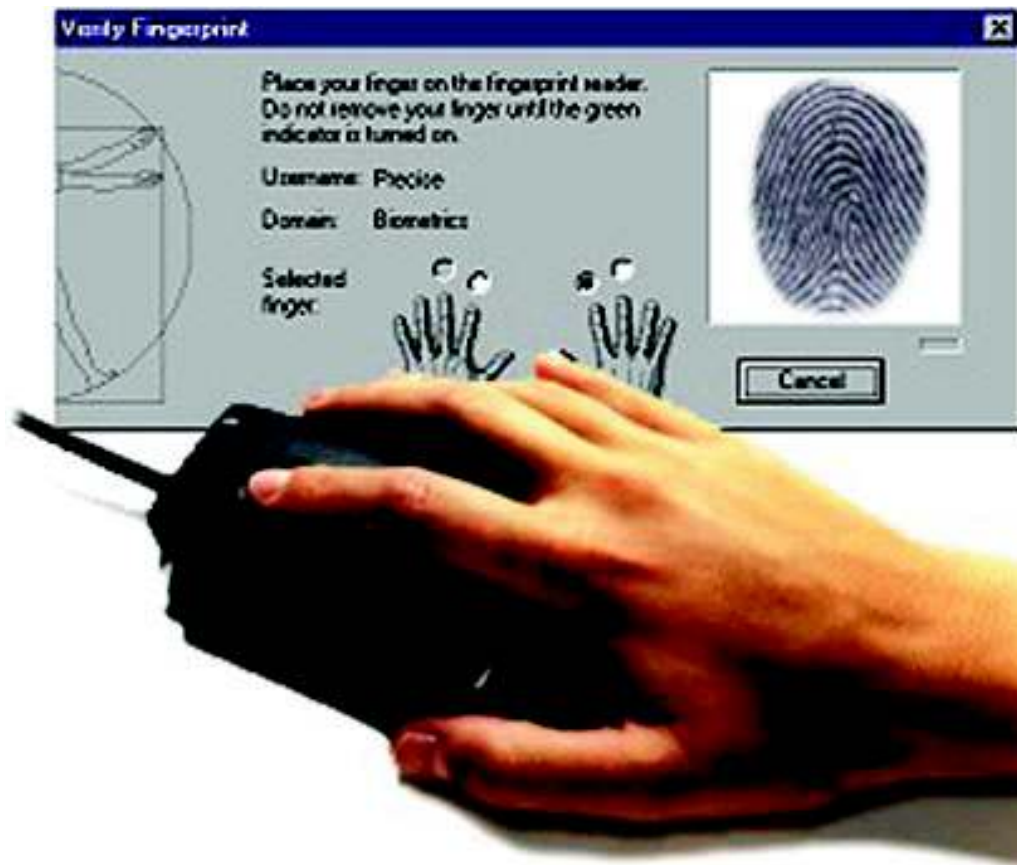 Verify Fingerprint
Place your finger on the fingerprint reader.
Do not remove your finger until the green
indicator is turned on.
Username: Precise
Domain: Biometrics
Selected
finger:
Cancel